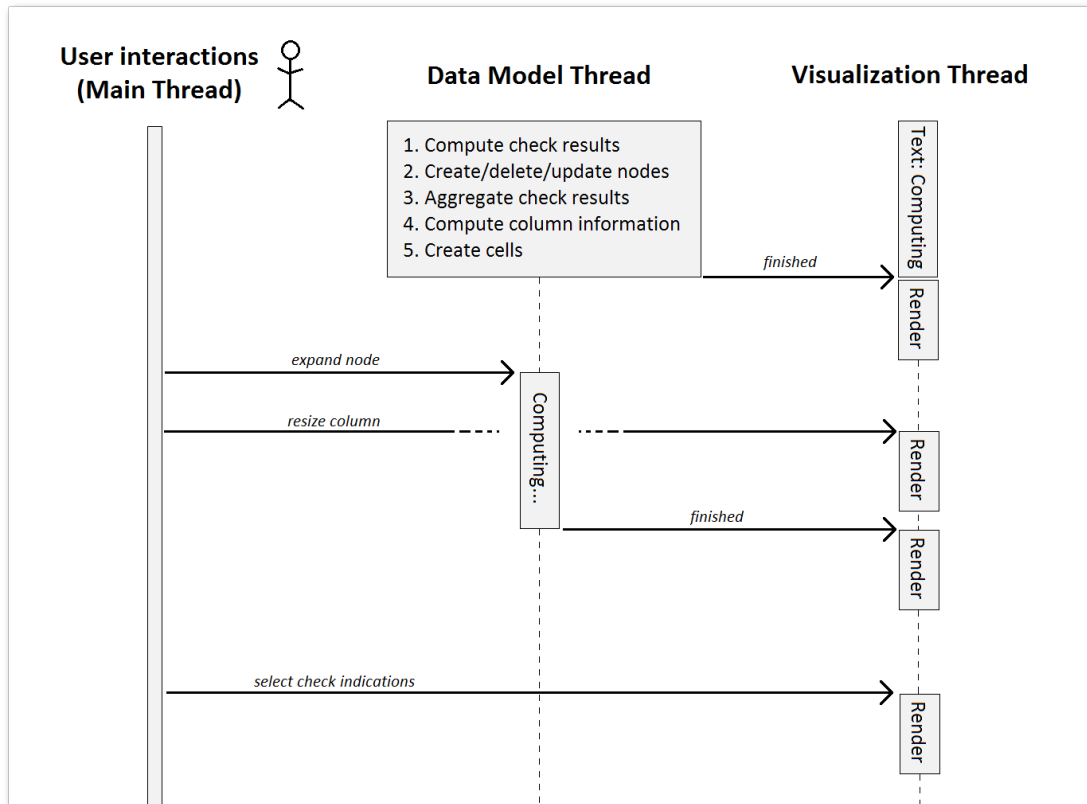 User interactions
(Main Thread)
Data Model Thread
Visualization Thread
1. Compute check results
2. Create/delete/update nodes
3. Aggregate check results
4. Compute column information
5. Create cells
Text: Computing
finished
Render
expand node
Computing...
resize column
Render
finished
Render
select check indications
Render